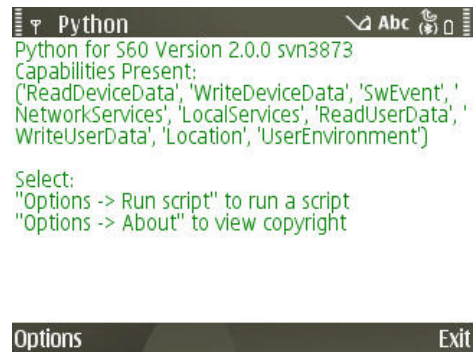 Python
Abc
Python for S60 Version 2.0.0 svn3873
Capabilities Present:
('ReadDeviceData', 'WriteDeviceData', 'SwEvent', '
NetworkServices', 'LocalServices', 'ReadUserData', '
WriteUserData', 'Location', 'UserEnvironment')
Select:
"Options -> Run script" to run a script
"Options -> About" to view copyright
Options
Exit